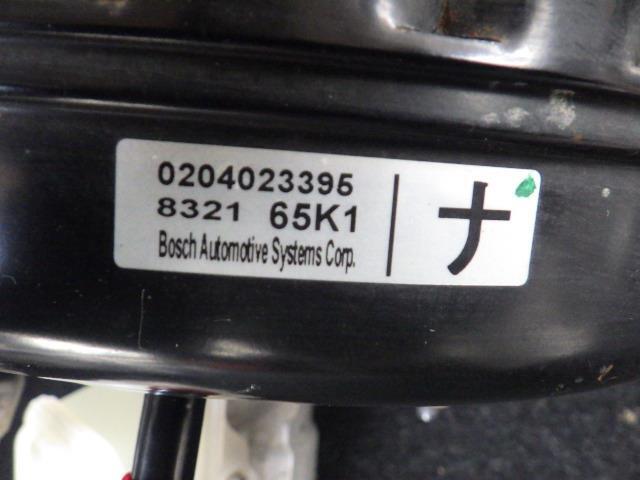 0204023395
8321 65K1
Bosch Automotive Systems Corp.
ナ